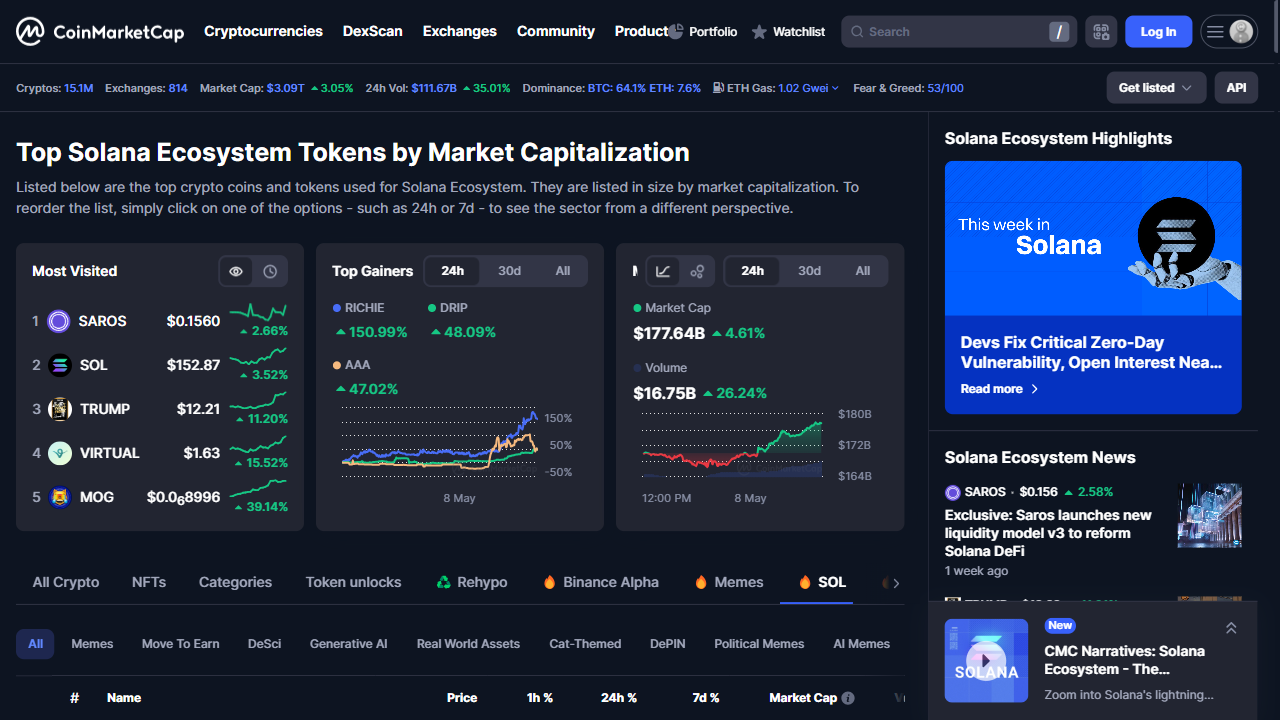 CoinMarketCap Cryptocurrencies DexScan Exchanges Community Product Portfolio Watchlist Search / Log In
Cryptos: 15.1M Exchanges: 814 Market Cap: $3.09T 3.05% 24h Vol: $111.67B 35.01% Dominance: BTC: 64.1% ETH: 7.6% ETH Gas: 1.02 Gwei Fear & Greed: 53/100 Get listed API
Top Solana Ecosystem Tokens by Market Capitalization
Listed below are the top crypto coins and tokens used for Solana Ecosystem. They are listed in size by market capitalization. To
reorder the list, simply click on one of the options - such as 24h or 7d - to see the sector from a different perspective.
Most Visited
1 SAROS $0.1560 2.66%
2 SOL $152.87 3.52%
3 TRUMP $12.21 11.20%
4 VIRTUAL $1.63 15.52%
5 MOG $0.0₆8996 39.14%
Top Gainers 24h 30d All
RICHIE DRIP
150.99% 48.09%
AAA
47.02%
150%
50%
-50%
8 May
24h 30d All
Market Cap
$177.64B 4.61%
Volume
$16.75B 26.24%
$180B
$172B
$164B
12:00 PM 8 May
All Crypto NFTs Categories Token unlocks Rehypo Binance Alpha Memes SOL
All Memes Move To Earn DeSci Generative AI Real World Assets Cat-Themed DePIN Political Memes AI Memes
# Name Price 1h % 24h % 7d % Market Cap
Solana Ecosystem Highlights
This week in
Solana
Devs Fix Critical Zero-Day
Vulnerability, Open Interest Nea...
Read more
Solana Ecosystem News
SAROS · $0.156 2.58%
Exclusive: Saros launches new
liquidity model v3 to reform
Solana DeFi
1 week ago
SOLANA
New
CMC Narratives: Solana
Ecosystem - The...
Zoom into Solana's lightning...